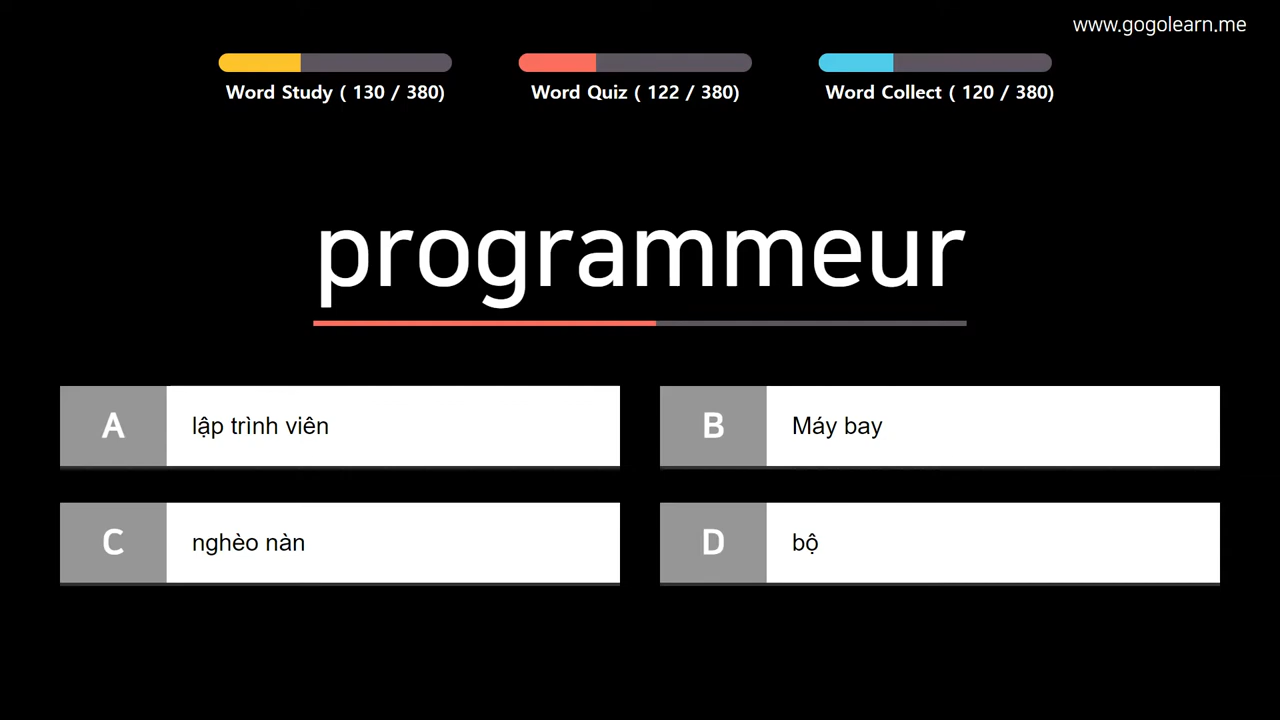 www.gogolearn.me
Word Study ( 130 / 380)
Word Quiz ( 122 / 380)
Word Collect ( 120 / 380)
programmeur
A lập trình viên
B Máy bay
C nghèo nàn
D bộ